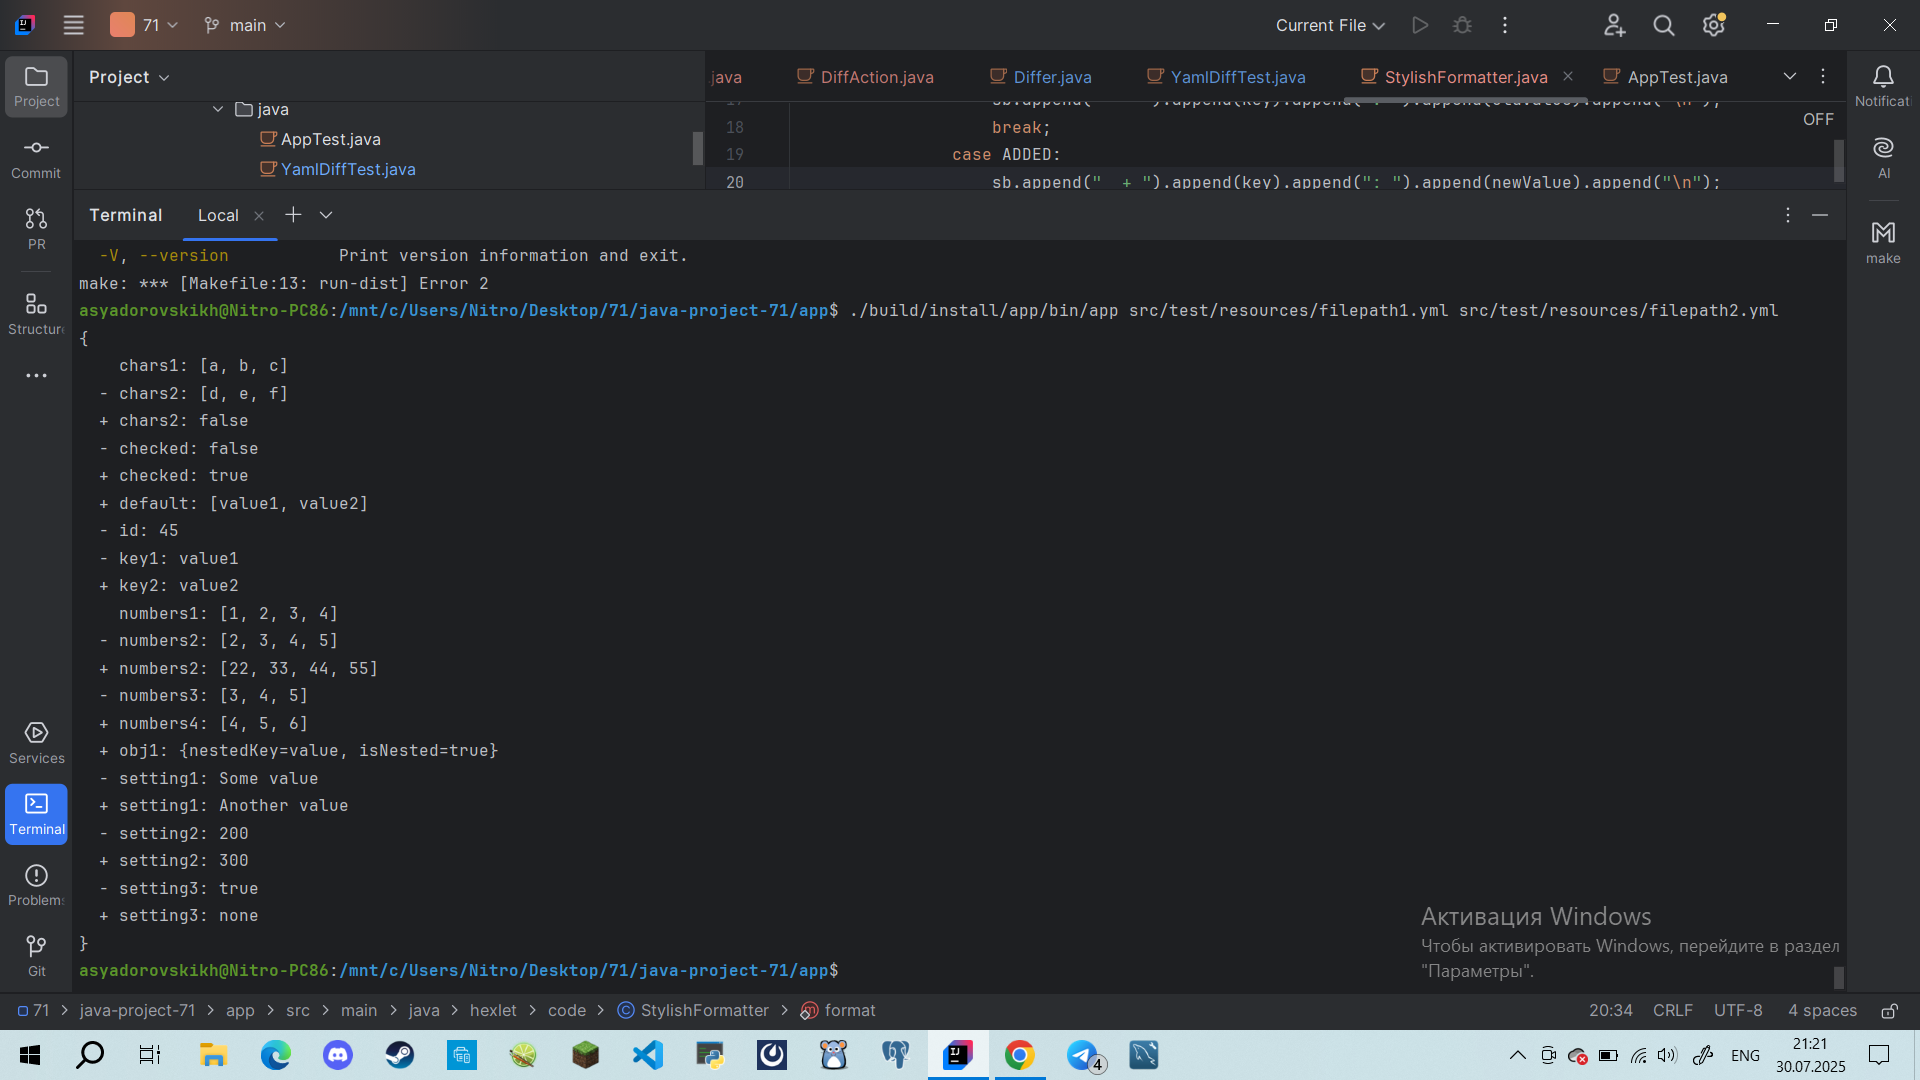 71
main
Current File
Project
.java
DiffAction.java
Differ.java
YamlDiffTest.java
StylishFormatter.java
AppTest.java
Project
Commit
PR
Structure
Services
Terminal
Problems
Git
java
AppTest.java
YamlDiffTest.java
18 break;
19 case ADDED:
20 sb.append("  + ").append(key).append(": ").append(newValue).append("\n");
OFF
Notificat
AI
make
Terminal
Local
  -V, --version           Print version information and exit.
make: *** [Makefile:13: run-dist] Error 2
asyadorovskikh@Nitro-PC86:/mnt/c/Users/Nitro/Desktop/71/java-project-71/app$ ./build/install/app/bin/app src/test/resources/filepath1.yml src/test/resources/filepath2.yml
{
    chars1: [a, b, c]
  - chars2: [d, e, f]
  + chars2: false
  - checked: false
  + checked: true
  + default: [value1, value2]
  - id: 45
  - key1: value1
  + key2: value2
    numbers1: [1, 2, 3, 4]
  - numbers2: [2, 3, 4, 5]
  + numbers2: [22, 33, 44, 55]
  - numbers3: [3, 4, 5]
  + numbers4: [4, 5, 6]
  + obj1: {nestedKey=value, isNested=true}
  - setting1: Some value
  + setting1: Another value
  - setting2: 200
  + setting2: 300
  - setting3: true
  + setting3: none
}
asyadorovskikh@Nitro-PC86:/mnt/c/Users/Nitro/Desktop/71/java-project-71/app$
Активация Windows
Чтобы активировать Windows, перейдите в раздел
"Параметры".
71 > java-project-71 > app > src > main > java > hexlet > code > StylishFormatter > format
20:34 CRLF UTF-8 4 spaces
4
ENG
21:21
30.07.2025